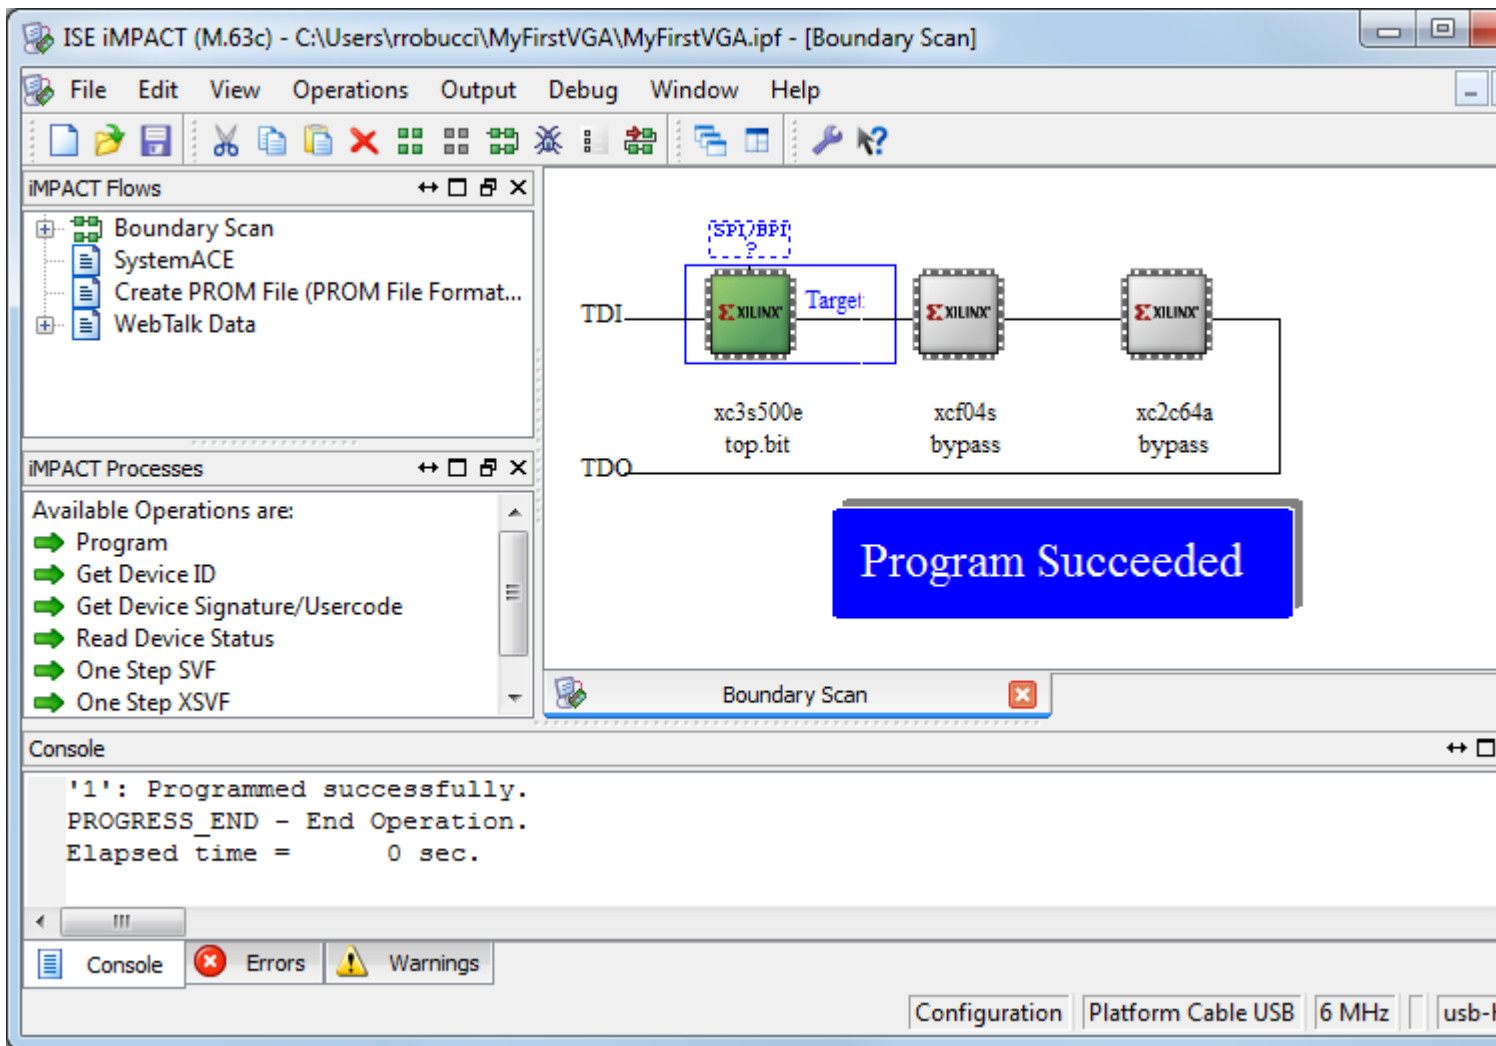 ISE iMPACT (M.63c) - C:\Users\rrobucci\MyFirstVGA\MyFirstVGA.ipf - [Boundary Scan]
File Edit View Operations Output Debug Window Help
iMPACT Flows
Boundary Scan
SystemACE
Create PROM File (PROM File Format...
WebTalk Data
iMPACT Processes
Available Operations are:
Program
Get Device ID
Get Device Signature/Usercode
Read Device Status
One Step SVF
One Step XSVF
SPI/BPI
?
TDI
XILINX
Target
XILINX
XILINX
xc3s500e xcf04s xc2c64a
top.bit bypass bypass
TDO
Program Succeeded
Boundary Scan
Console
'1': Programmed successfully.
PROGRESS_END - End Operation.
Elapsed time = 0 sec.
Console Errors Warnings
Configuration Platform Cable USB 6 MHz usb-